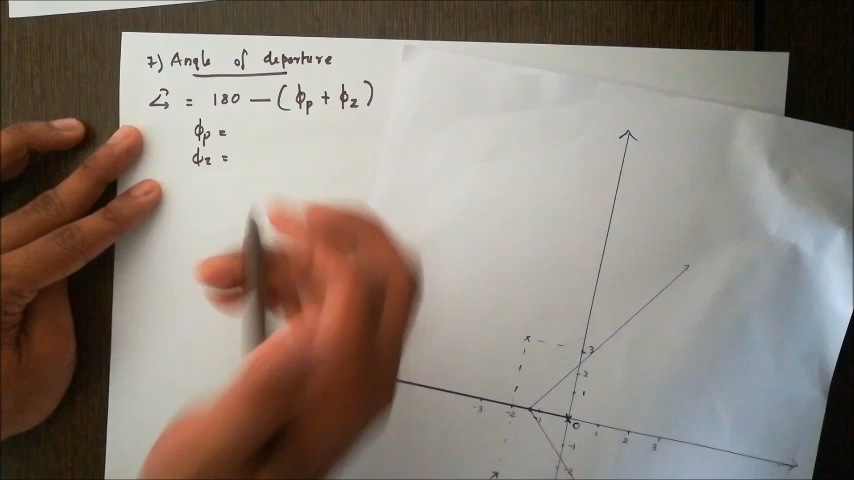 7) Angle of departure
∠ = 180 — (ϕp + ϕz)
ϕp =
ϕz =
3
2
1
-3 -2 -1 0 1 2 3
-1
-2